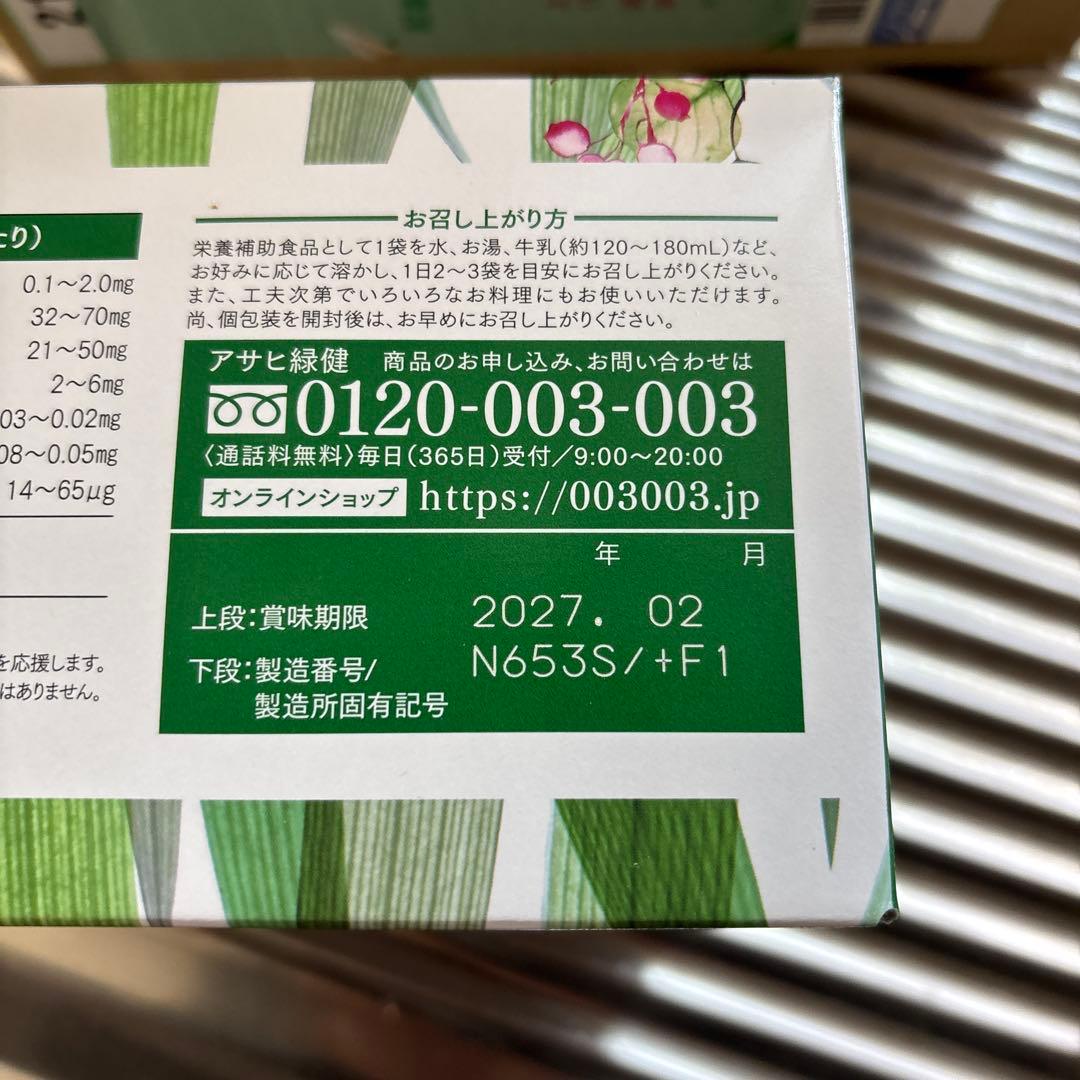 たり）
0.1～2.0mg
32～70mg
21～50mg
2～6mg
03～0.02mg
08～0.05mg
14～65μg
を応援します。
はありません。
お召し上がり方
栄養補助食品として1袋を水、お湯、牛乳（約120～180mL）など、
お好みに応じて溶かし、1日2～3袋を目安にお召し上がりください。
また、工夫次第でいろいろなお料理にもお使いいただけます。
尚、個包装を開封後は、お早めにお召し上がりください。
アサヒ緑健　商品のお申し込み、お問い合わせは
0120-003-003
〈通話料無料〉毎日（365日）受付／9:00～20:00
オンラインショップ https://003003.jp
年　月
上段：賞味期限 2027. 02
下段：製造番号/ N653S/+F1
製造所固有記号